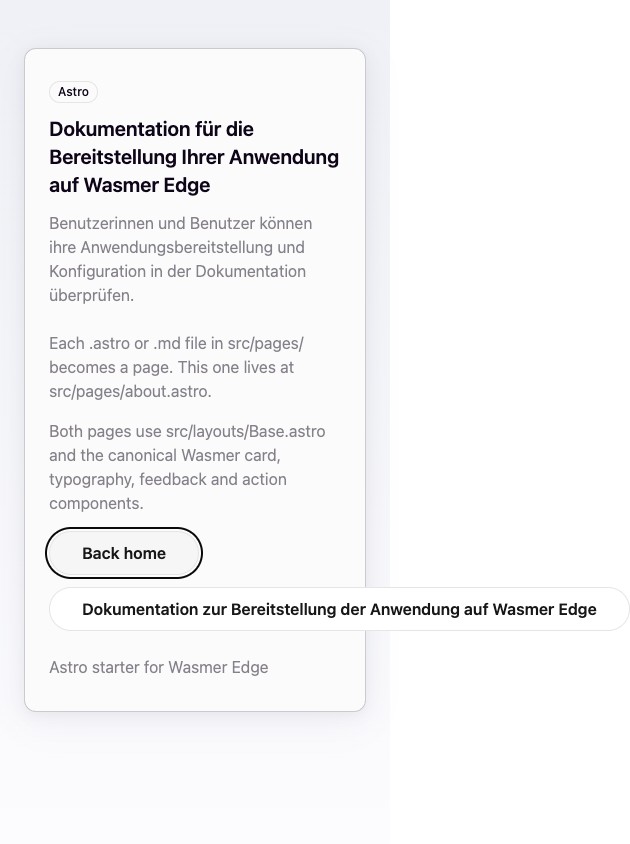 Astro
Dokumentation für die
Bereitstellung Ihrer Anwendung
auf Wasmer Edge
Benutzerinnen und Benutzer können
ihre Anwendungsbereitstellung und
Konfiguration in der Dokumentation
überprüfen.
Each .astro or .md file in src/pages/
becomes a page. This one lives at
src/pages/about.astro.
Both pages use src/layouts/Base.astro
and the canonical Wasmer card,
typography, feedback and action
components.
Back home
Dokumentation zur Bereitstellung der Anwendung auf Wasmer Edge
Astro starter for Wasmer Edge